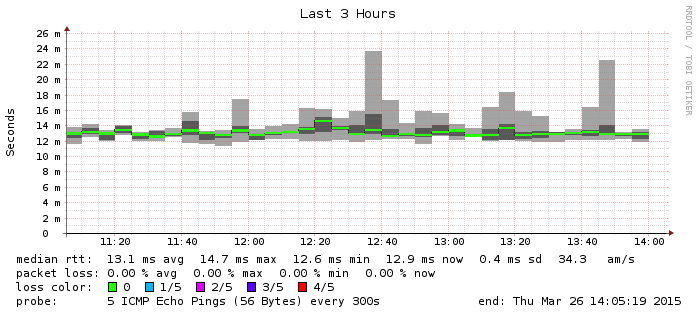 Last 3 Hours
RRDTOOL / TOBI OETIKER
Seconds
26 m
24 m
22 m
20 m
18 m
16 m
14 m
12 m
10 m
8 m
6 m
4 m
2 m
0
11:20 11:40 12:00 12:20 12:40 13:00 13:20 13:40 14:00
median rtt: 13.1 ms avg 14.7 ms max 12.6 ms min 12.9 ms now 0.4 ms sd 34.3 am/s
packet loss: 0.00 % avg 0.00 % max 0.00 % min 0.00 % now
loss color: 0 1/5 2/5 3/5 4/5
probe: 5 ICMP Echo Pings (56 Bytes) every 300s end: Thu Mar 26 14:05:19 2015